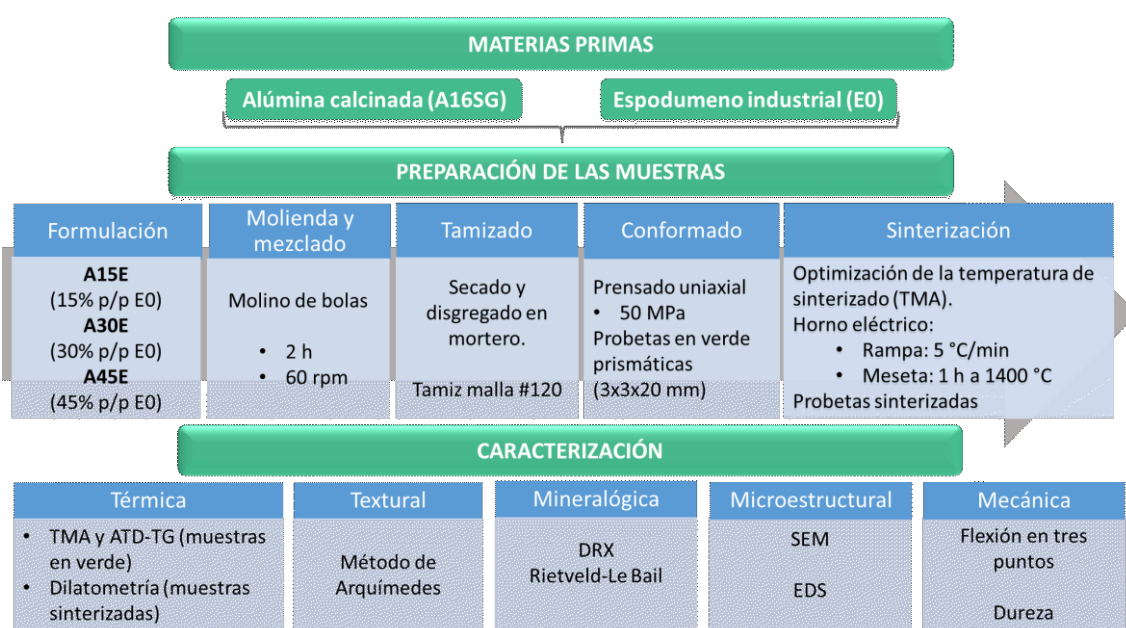 MATERIAS PRIMAS
Alúmina calcinada (A16SG)
Espodumeno industrial (E0)
PREPARACIÓN DE LAS MUESTRAS
Formulación
A15E
(15% p/p E0)
A30E
(30% p/p E0)
A45E
(45% p/p E0)
Molienda y
mezclado
Molino de bolas
• 2 h
• 60 rpm
Tamizado
Secado y
disgregado en
mortero.
Tamiz malla #120
Conformado
Prensado uniaxial
• 50 MPa
Probetas en verde
prismáticas
(3x3x20 mm)
Sinterización
Optimización de la temperatura de
sinterizado (TMA).
Horno eléctrico:
• Rampa: 5 °C/min
• Meseta: 1 h a 1400 °C
Probetas sinterizadas
CARACTERIZACIÓN
Térmica
• TMA y ATD-TG (muestras
en verde)
• Dilatometría (muestras
sinterizadas)
Textural
Método de
Arquímedes
Mineralógica
DRX
Rietveld-Le Bail
Microestructural
SEM
EDS
Mecánica
Flexión en tres
puntos
Dureza